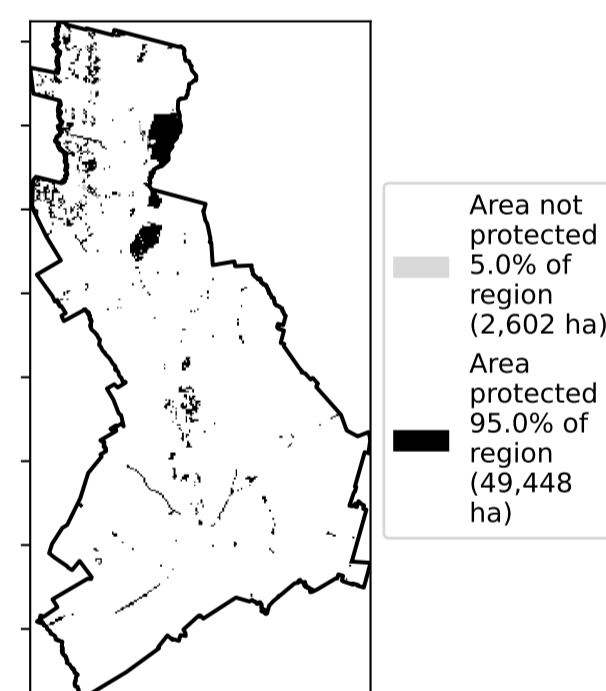 Area not
protected
5.0% of
region
(2,602 ha)
Area
protected
95.0% of
region
(49,448
ha)